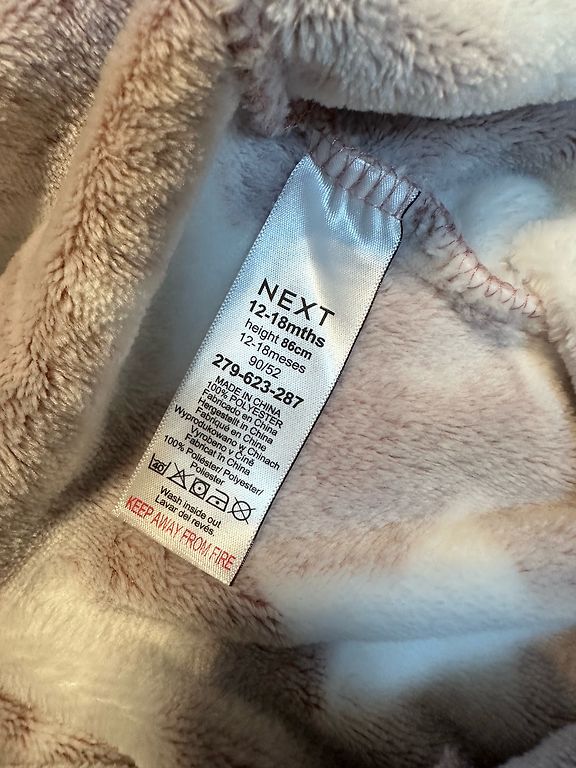 NEXT
12-18mths
height 86cm
12-18meses
90/52
279-623-287
MADE IN CHINA
100% POLYESTER
Fabricado en China
Hergestellt in China
Fabriqué en Chine
Wyprodukowano w Chinach
Vyrobeno v Číně
Fabricat în China
100% Poliéster/ Polyester/
Poliester
40
Wash inside out
Lavar del revés.
KEEP AWAY FROM FIRE